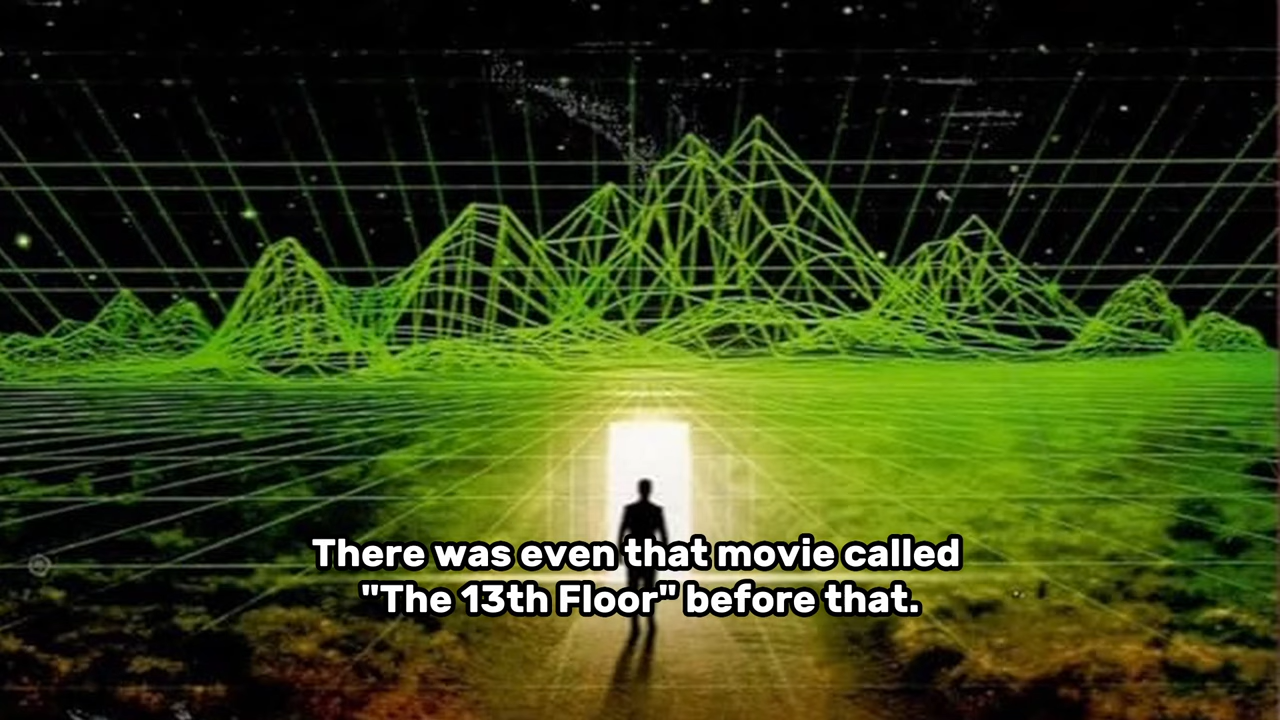 There was even that movie called
"The 13th Floor" before that.